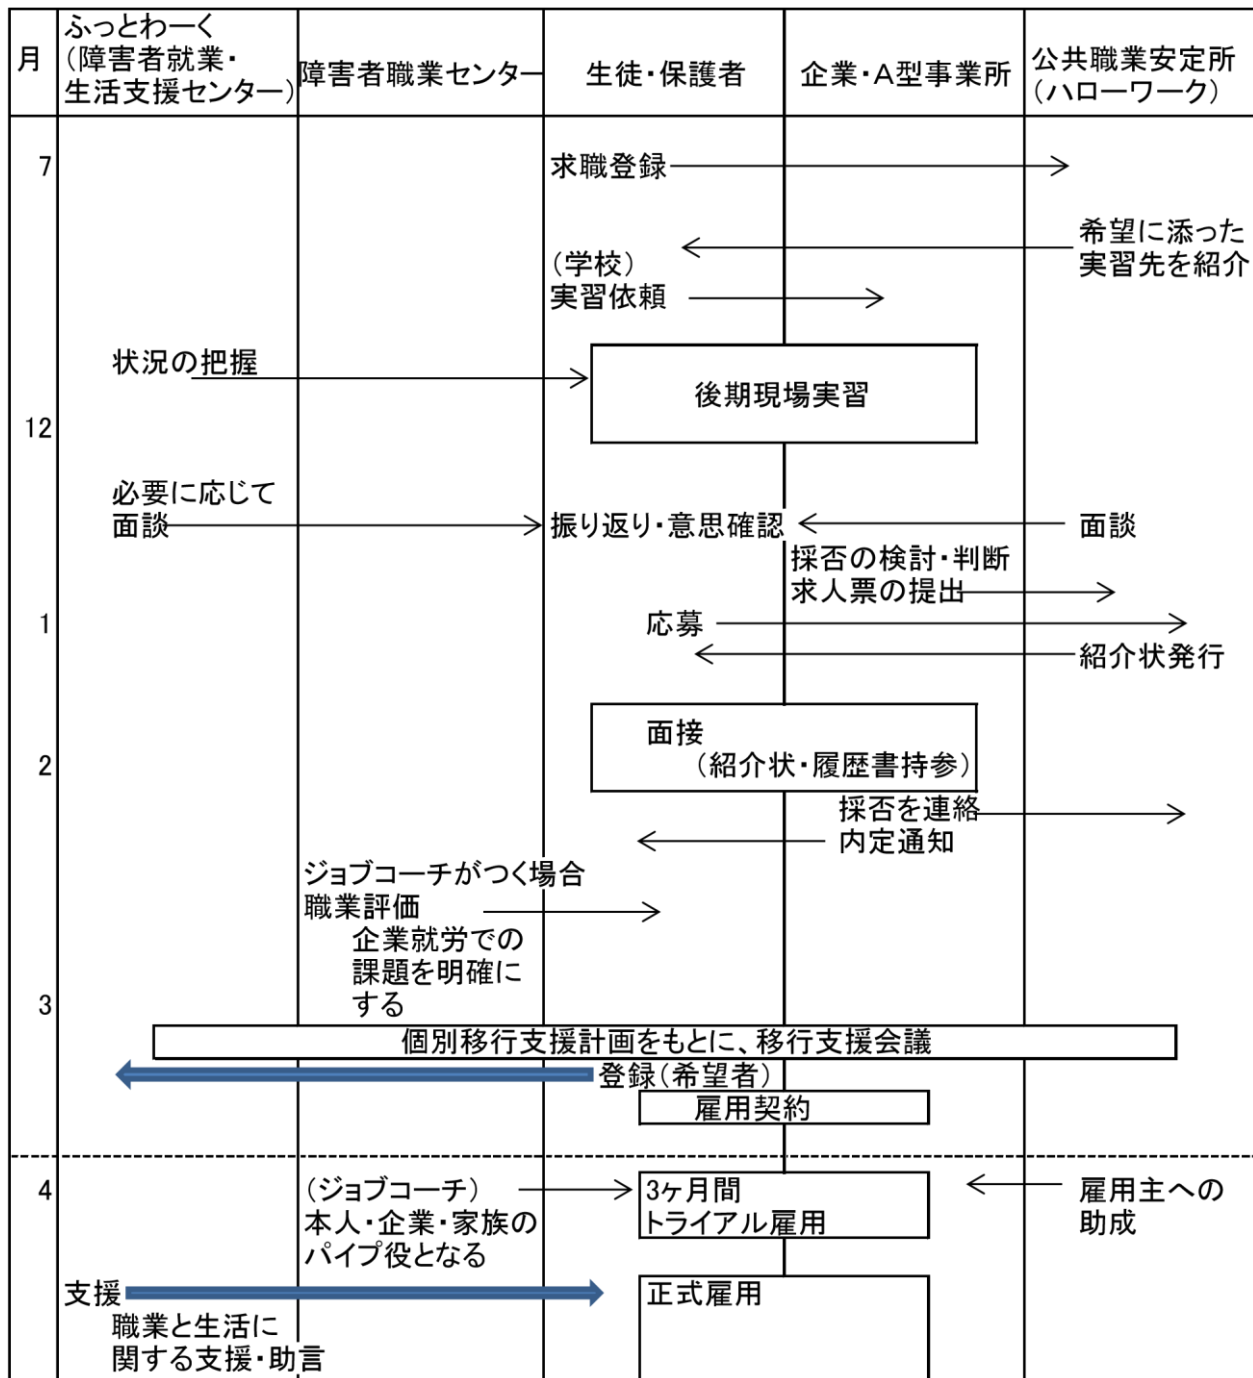 月
ふっとわーく
(障害者就業・
生活支援センター)
障害者職業センター
生徒・保護者
企業・A型事業所
公共職業安定所
(ハローワーク)
7
求職登録
希望に添った
実習先を紹介
(学校)
実習依頼
状況の把握
後期現場実習
12
必要に応じて
面談
振り返り・意思確認
面談
採否の検討・判断
求人票の提出
1
応募
紹介状発行
面接
(紹介状・履歴書持参)
2
採否を連絡
内定通知
ジョブコーチがつく場合
職業評価
企業就労での
課題を明確に
する
3
個別移行支援計画をもとに、移行支援会議
登録(希望者)
雇用契約
4
(ジョブコーチ)
本人・企業・家族の
パイプ役となる
3ヶ月間
トライアル雇用
雇用主への
助成
支援
職業と生活に
関する支援・助言
正式雇用